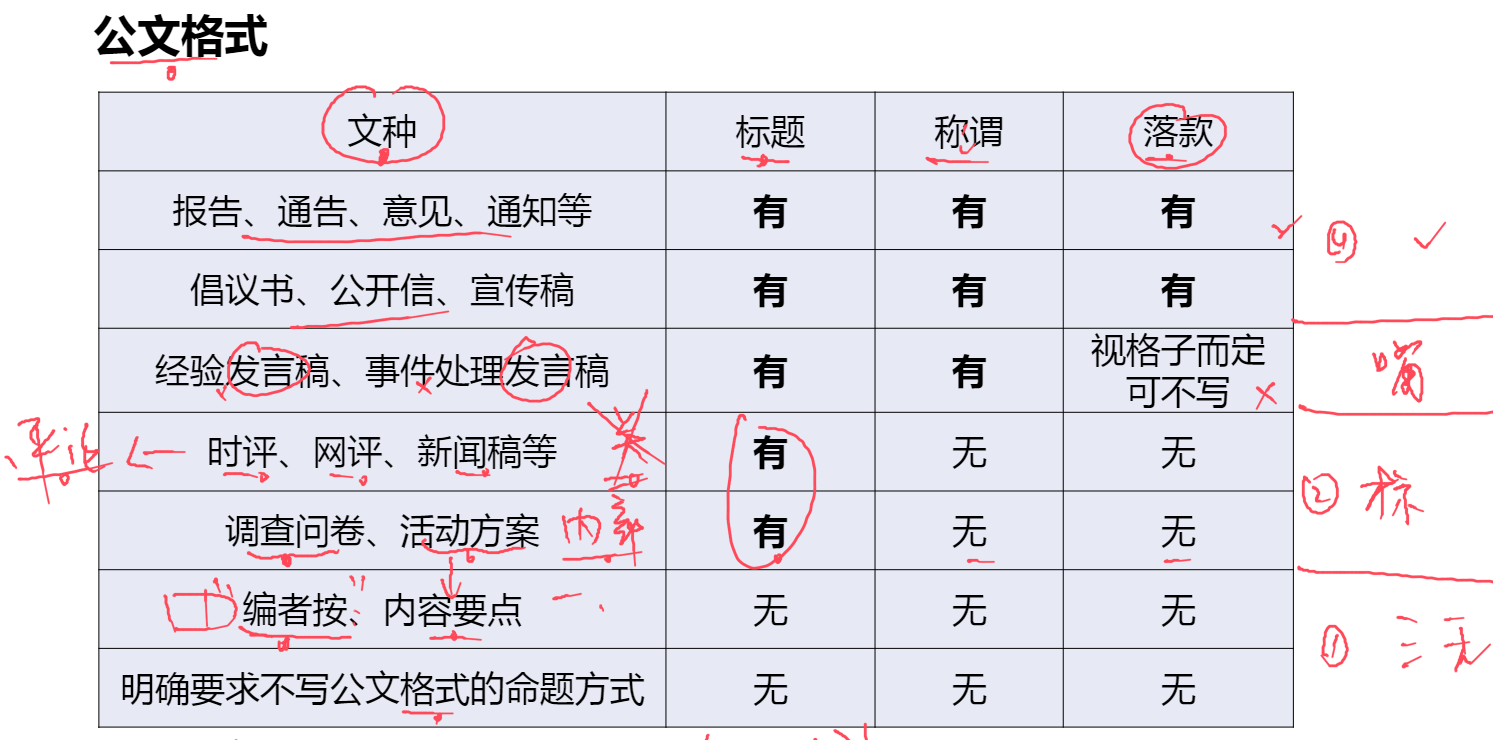 公文格式
文种 标题 称谓 落款
报告、通告、意见、通知等 有 有 有
④ ✓
倡议书、公开信、宣传稿 有 有 有
经验发言稿、事件处理发言稿 有 有 视格子而定
可不写
嘴
评论 ← 时评、网评、新闻稿等 有 无 无
② 标
调查问卷、活动方案 内部 有 无 无
编者按、内容要点 无 无 无
① 三无
明确要求不写公文格式的命题方式 无 无 无